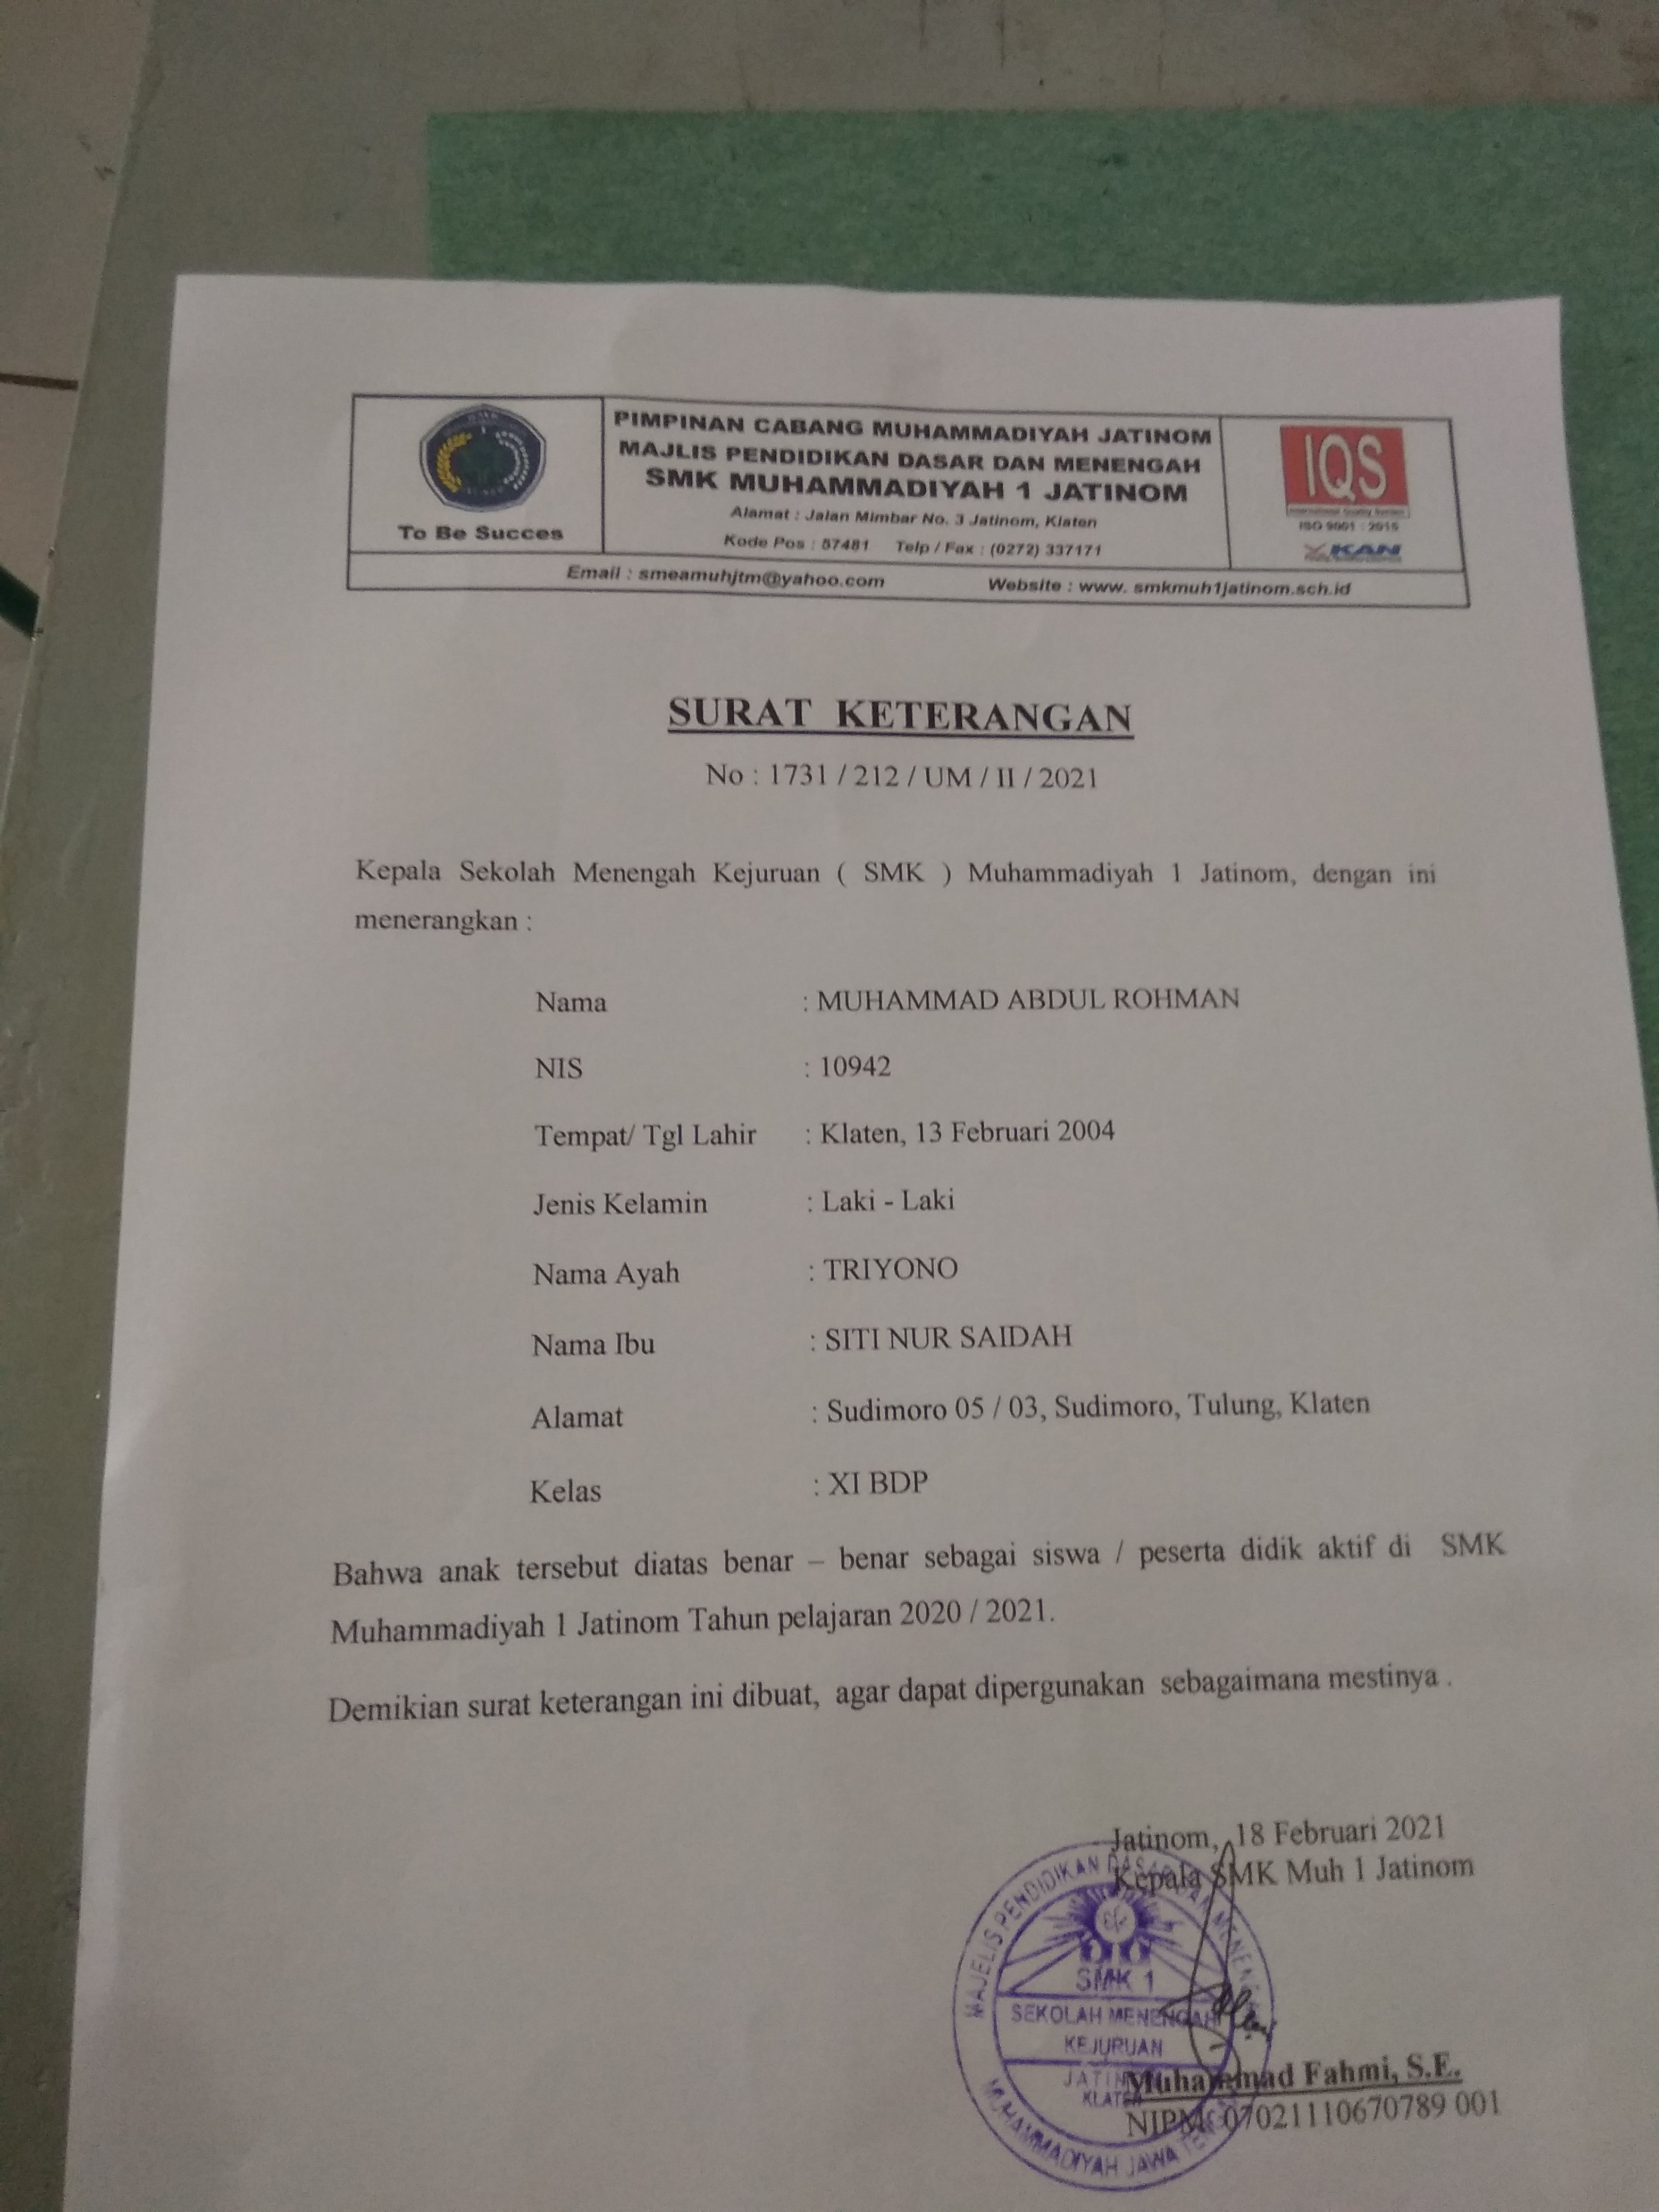 PIMPINAN CABANG MUHAMMADIYAH JATINOM
MAJLIS PENDIDIKAN DASAR DAN MENENGAH
SMK MUHAMMADIYAH 1 JATINOM
Alamat : Jalan Mimbar No. 3 Jatinom, Klaten
Kode Pos : 57481 Telp / Fax : (0272) 337171
To Be Succes
IQS
International Quality System
ISO 9001 : 2015
KAN
Email : smeamuhjtm@yahoo.com Website : www. smkmuh1jatinom.sch.id
SURAT KETERANGAN
No : 1731 / 212 / UM / II / 2021
Kepala Sekolah Menengah Kejuruan ( SMK ) Muhammadiyah 1 Jatinom, dengan ini
menerangkan :
Nama : MUHAMMAD ABDUL ROHMAN
NIS : 10942
Tempat/ Tgl Lahir : Klaten, 13 Februari 2004
Jenis Kelamin : Laki - Laki
Nama Ayah : TRIYONO
Nama Ibu : SITI NUR SAIDAH
Alamat : Sudimoro 05 / 03, Sudimoro, Tulung, Klaten
Kelas : XI BDP
Bahwa anak tersebut diatas benar – benar sebagai siswa / peserta didik aktif di SMK
Muhammadiyah 1 Jatinom Tahun pelajaran 2020 / 2021.
Demikian surat keterangan ini dibuat, agar dapat dipergunakan sebagaimana mestinya .
Jatinom, 18 Februari 2021
Kepala SMK Muh 1 Jatinom
MAJELIS PENDIDIKAN DASAR DAN
SMK 1
SEKOLAH MENENGAH
KEJURUAN
KLATEN
MUHAMMADIYAH JAWA
Muhammad Fahmi, S.E.
NIPM. 07021110670789 001